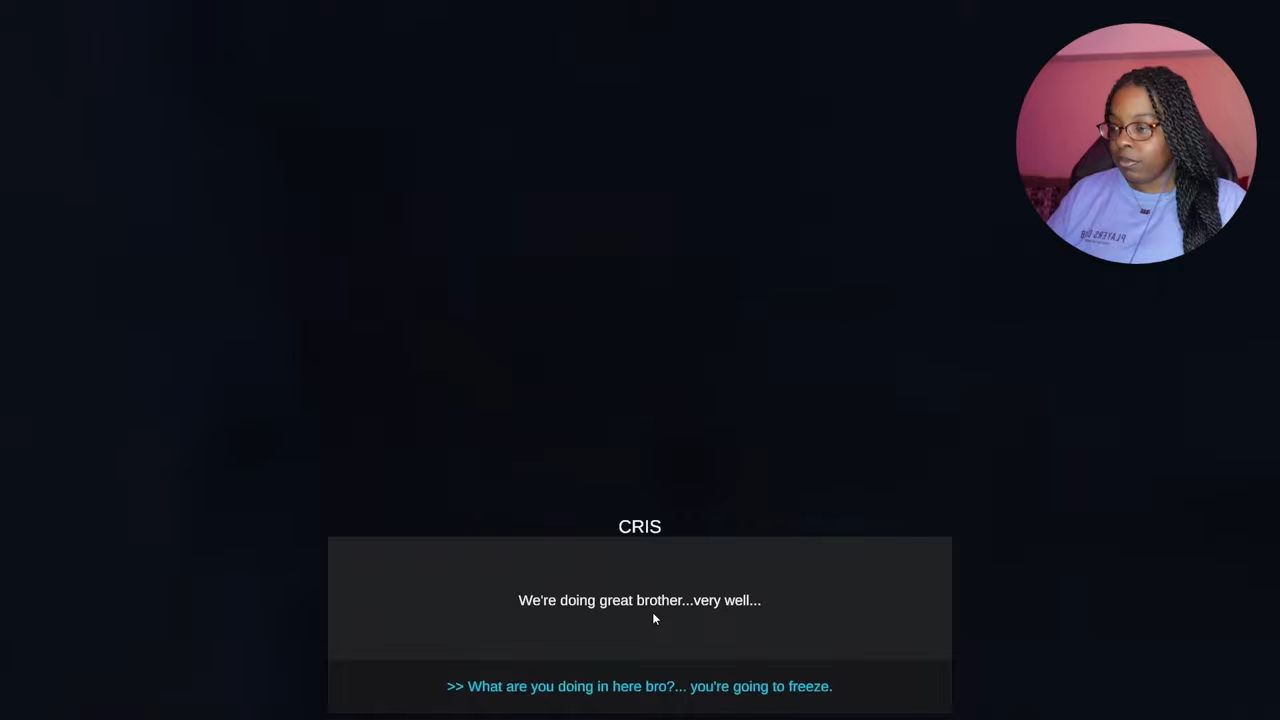 PLAYERS
CRIS
We're doing great brother...very well...
>> What are you doing in here bro?... you're going to freeze.